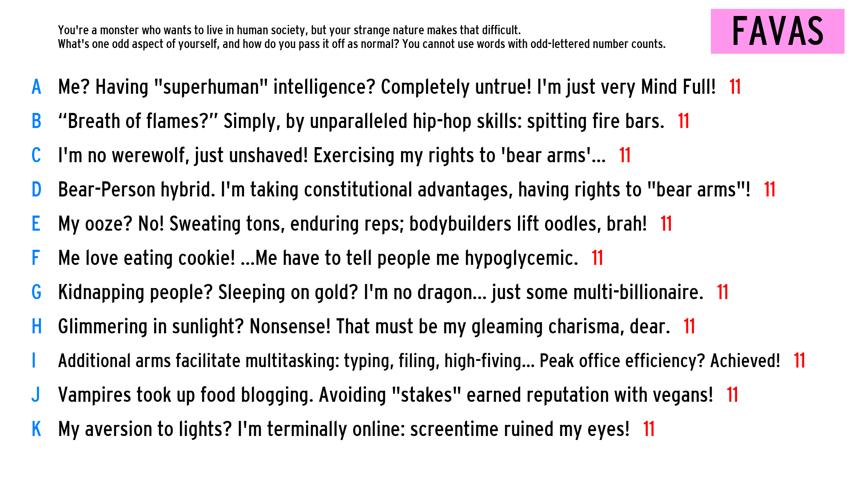 You're a monster who wants to live in human society, but your strange nature makes that difficult.
What's one odd aspect of yourself, and how do you pass it off as normal? You cannot use words with odd-lettered number counts.
FAVAS
A Me? Having "superhuman" intelligence? Completely untrue! I'm just very Mind Full! 11
B “Breath of flames?” Simply, by unparalleled hip-hop skills: spitting fire bars. 11
C I'm no werewolf, just unshaved! Exercising my rights to 'bear arms'... 11
D Bear-Person hybrid. I'm taking constitutional advantages, having rights to "bear arms"! 11
E My ooze? No! Sweating tons, enduring reps; bodybuilders lift oodles, brah! 11
F Me love eating cookie! ...Me have to tell people me hypoglycemic. 11
G Kidnapping people? Sleeping on gold? I'm no dragon... just some multi-billionaire. 11
H Glimmering in sunlight? Nonsense! That must be my gleaming charisma, dear. 11
I Additional arms facilitate multitasking: typing, filing, high-fiving... Peak office efficiency? Achieved! 11
J Vampires took up food blogging. Avoiding "stakes" earned reputation with vegans! 11
K My aversion to lights? I'm terminally online: screentime ruined my eyes! 11